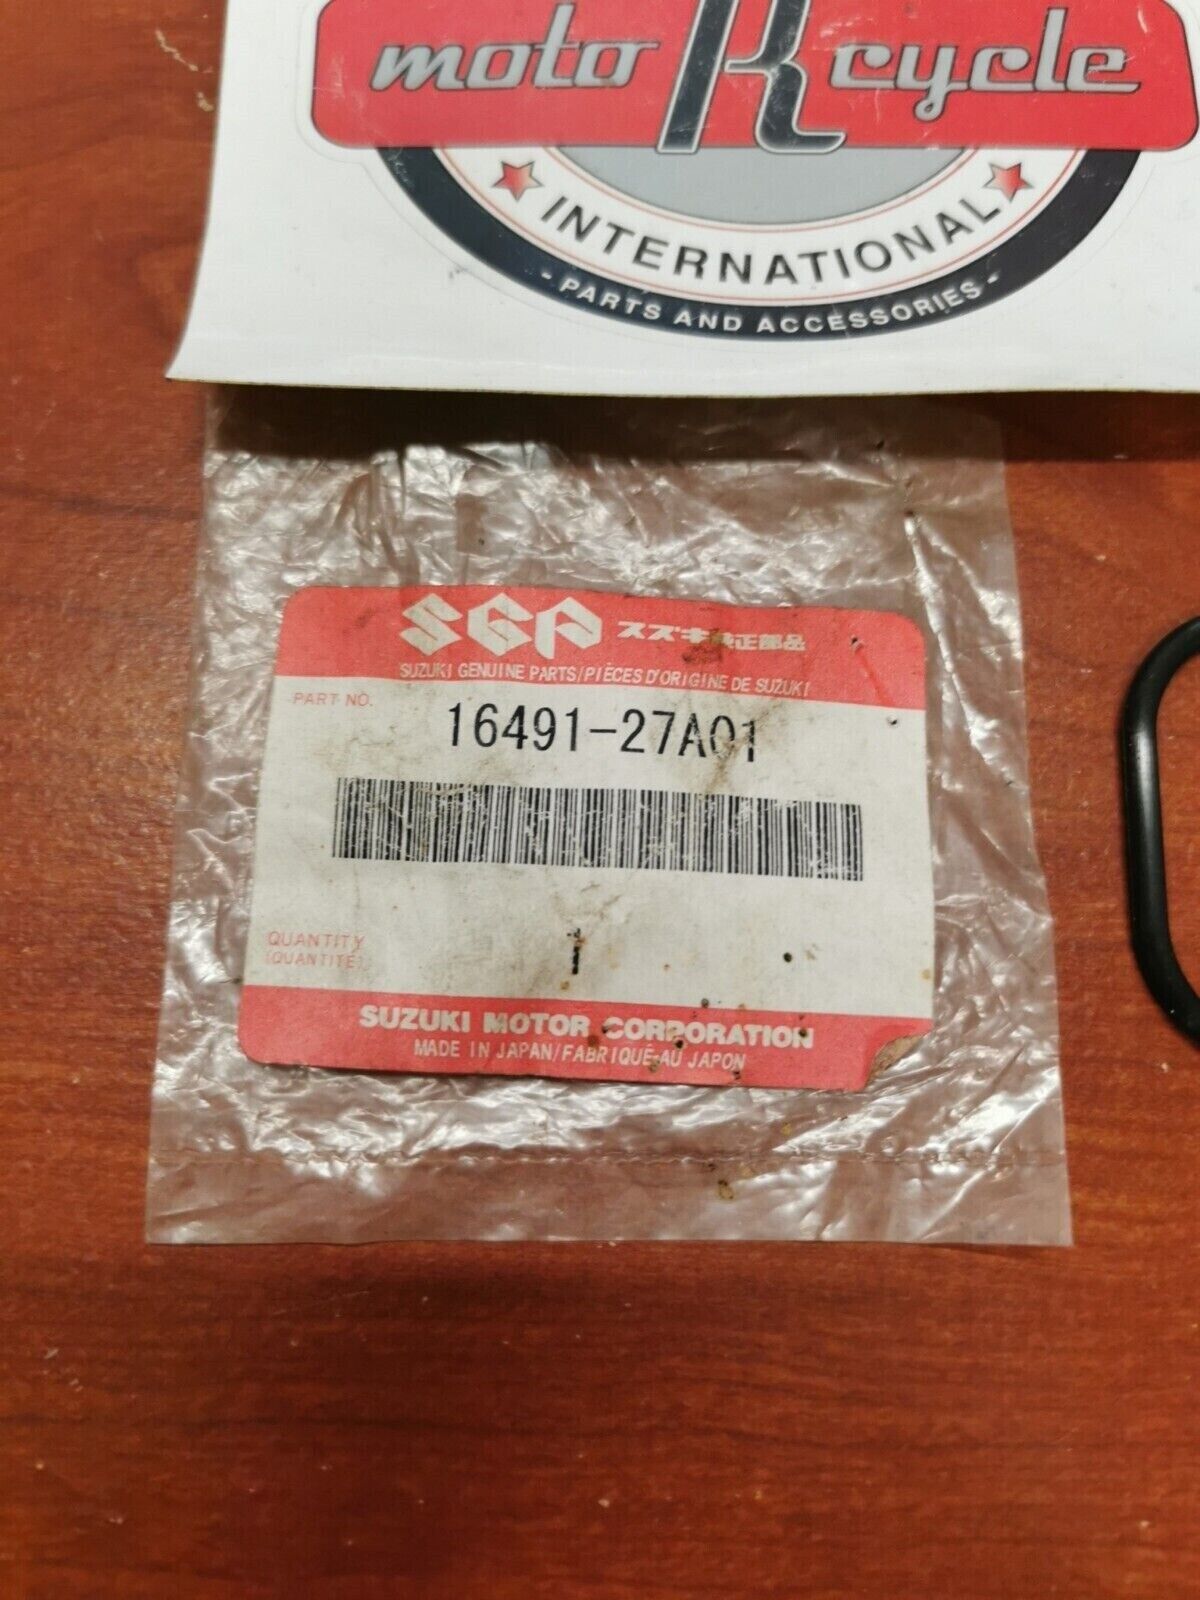 moto R cycle
INTERNATIONAL
- PARTS AND ACCESSORIES -
SGP スズキ純正部品
SUZUKI GENUINE PARTS/PIÈCES D'ORIGINE DE SUZUKI
PART NO.
16491-27A01
QUANTITY
(QUANTITÉ)
1
SUZUKI MOTOR CORPORATION
MADE IN JAPAN/FABRIQUÉ AU JAPON